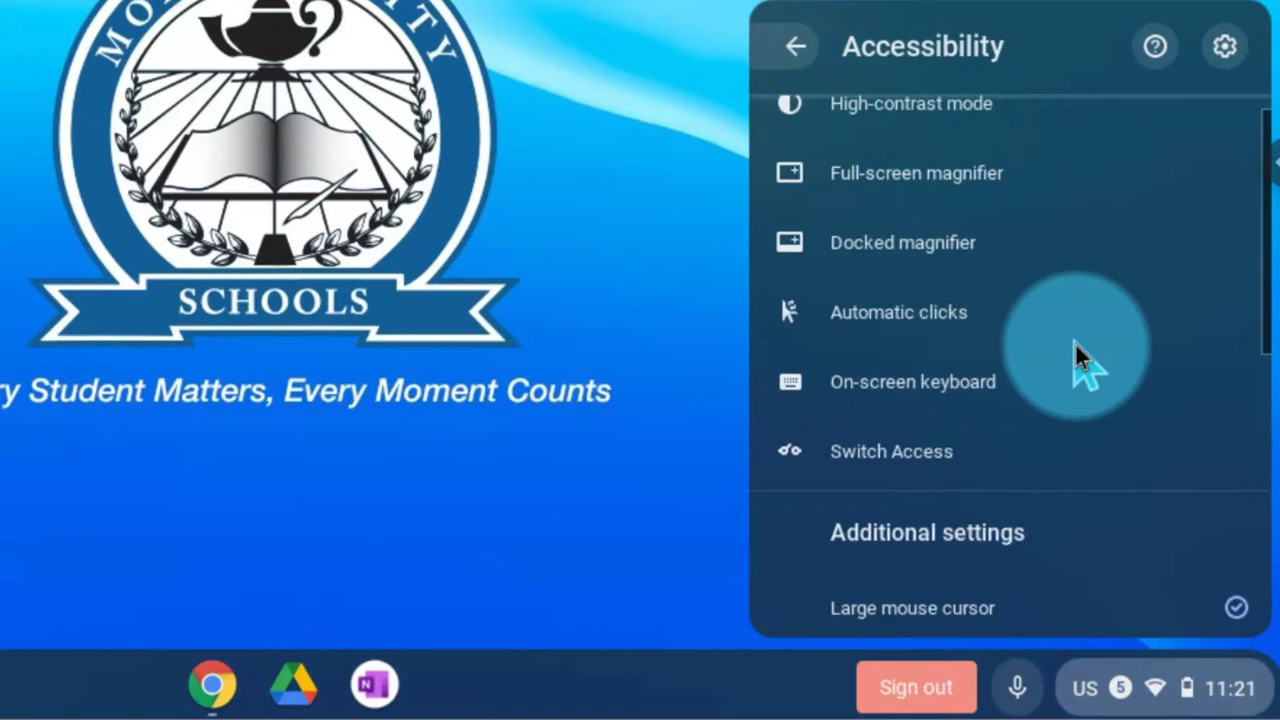 SCHOOLS
ry Student Matters, Every Moment Counts
Accessibility
High-contrast mode
Full-screen magnifier
Docked magnifier
Automatic clicks
On-screen keyboard
Switch Access
Additional settings
Large mouse cursor
Sign out
US 5 11:21